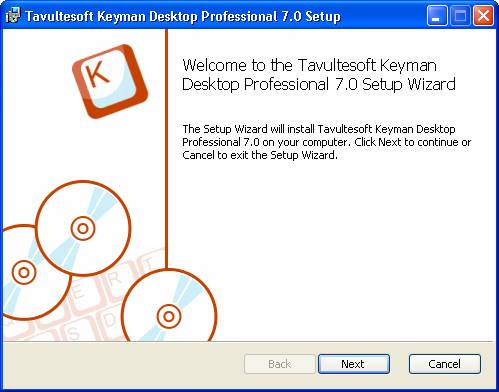 Tavultesoft Keyman Desktop Professional 7.0 Setup
K
Welcome to the Tavultesoft Keyman
Desktop Professional 7.0 Setup Wizard
The Setup Wizard will install Tavultesoft Keyman Desktop
Professional 7.0 on your computer. Click Next to continue or
Cancel to exit the Setup Wizard.
E R T
S D
Back
Next
Cancel